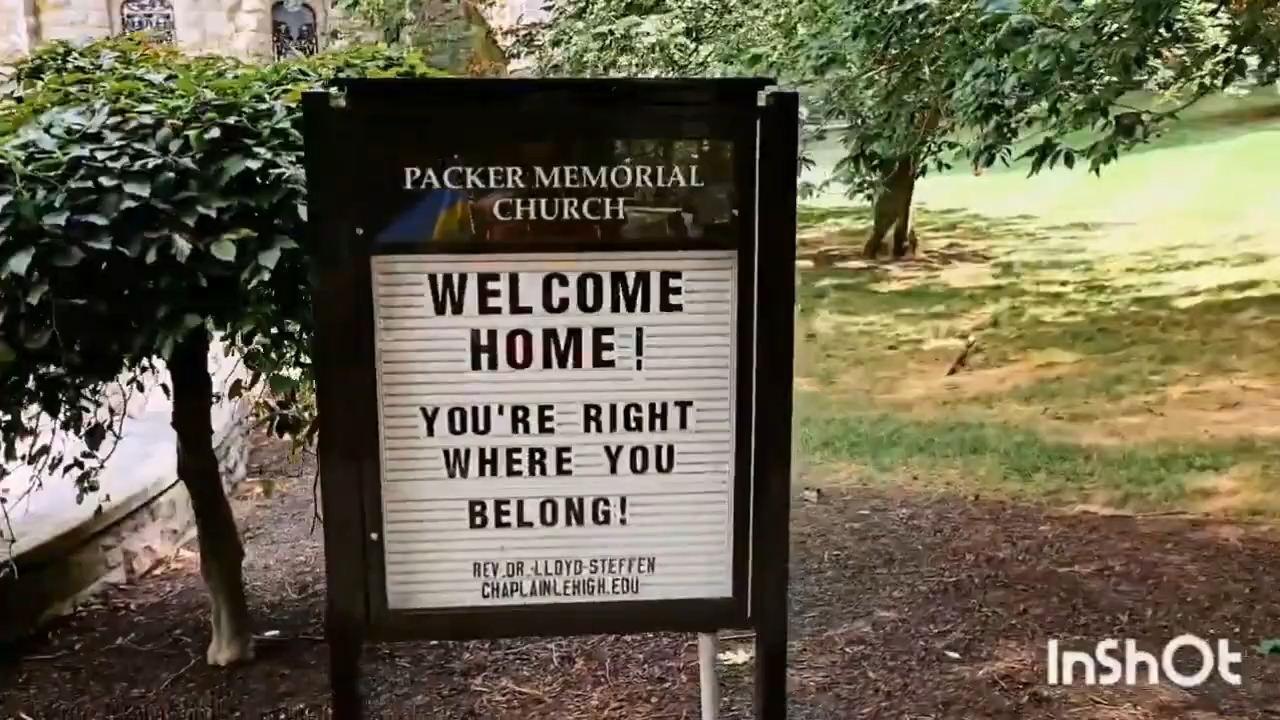 PACKER MEMORIAL
CHURCH
WELCOME
HOME!
YOU'RE RIGHT
WHERE YOU
BELONG!
REV.DR.LLOYD STEFFEN
CHAPLAINLEHIGH.EDU
InShOt